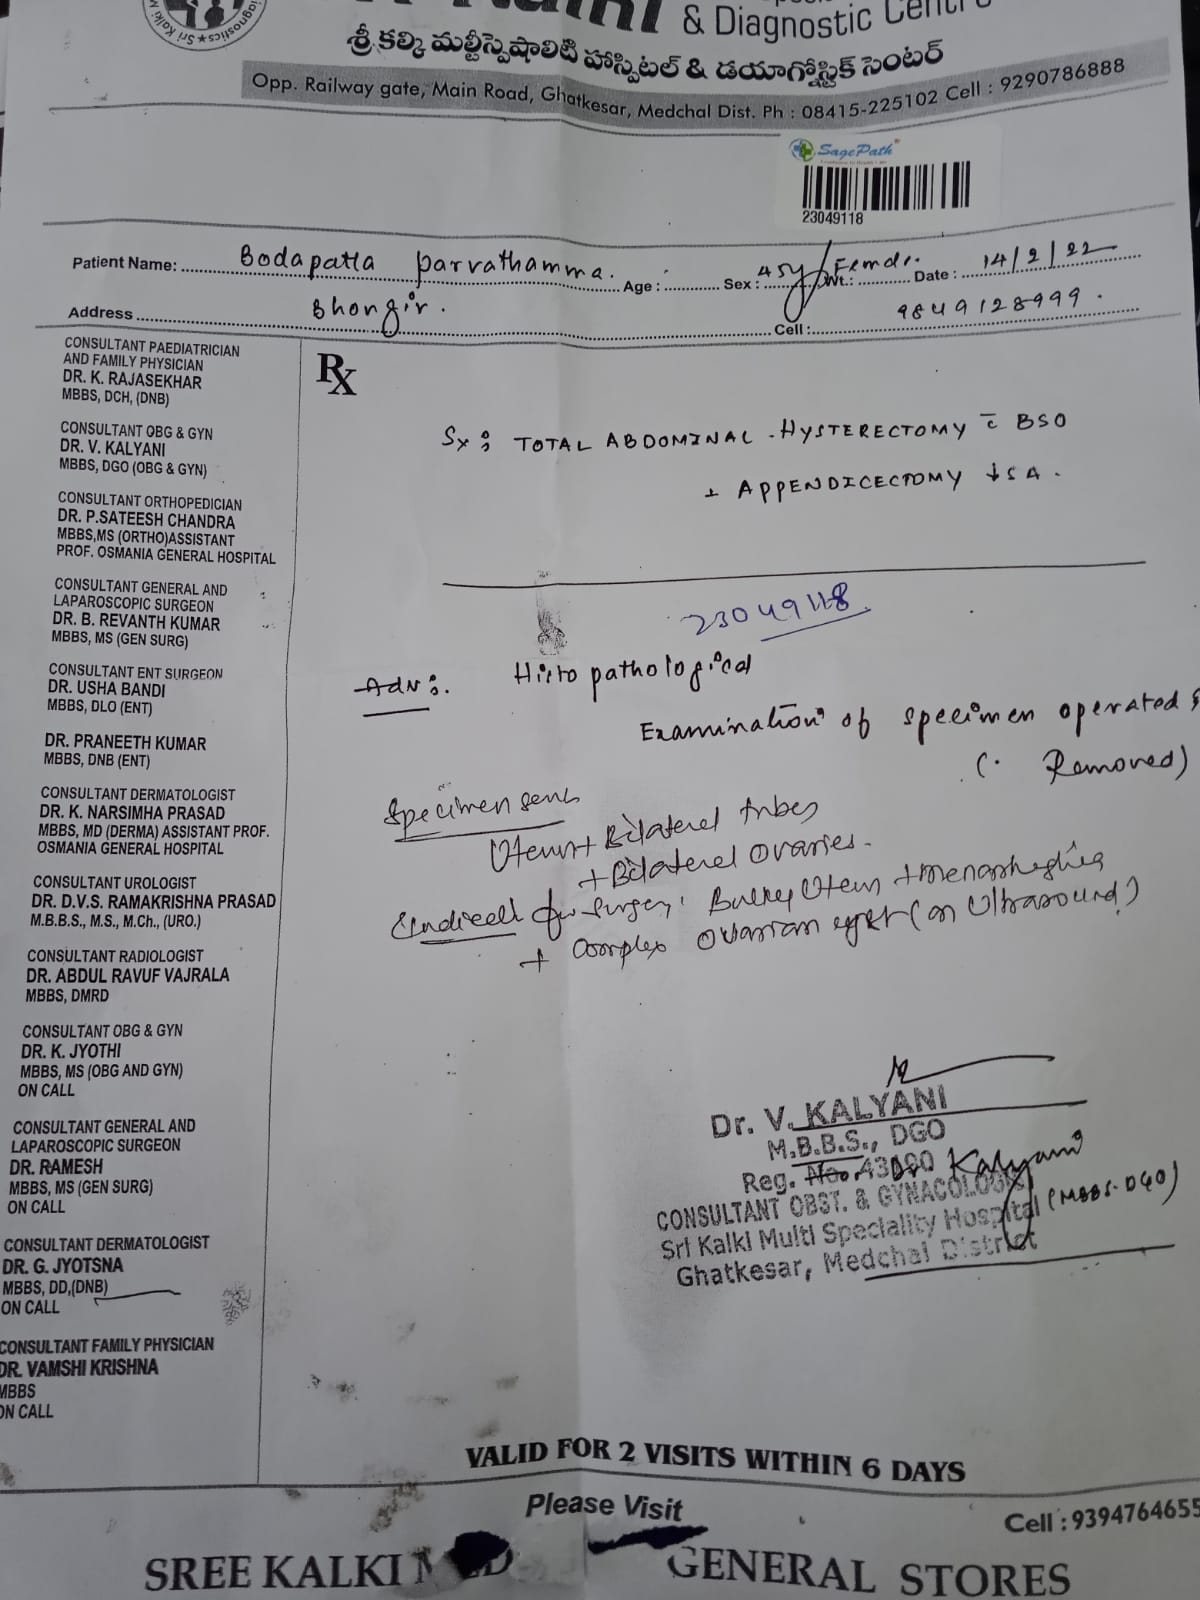 & Diagnostic Centre
శ్రీ కల్కి మల్టీస్పెషాలిటి హాస్పిటల్ & డయాగ్నోస్టిక్ సెంటర్
Opp. Railway gate, Main Road, Ghatkesar, Medchal Dist. Ph : 08415-225102 Cell : 9290786888
SagePath
23049118
Patient Name: Bodapatla parvathamma. Age : Sex : 45y/Female Wt.: Date : 14/2/22
Address Bhongir. Cell: 9849128999.
CONSULTANT PAEDIATRICIAN
AND FAMILY PHYSICIAN
DR. K. RAJASEKHAR
MBBS, DCH, (DNB)
CONSULTANT OBG & GYN
DR. V. KALYANI
MBBS, DGO (OBG & GYN)
CONSULTANT ORTHOPEDICIAN
DR. P.SATEESH CHANDRA
MBBS,MS (ORTHO)ASSISTANT
PROF. OSMANIA GENERAL HOSPITAL
CONSULTANT GENERAL AND
LAPAROSCOPIC SURGEON
DR. B. REVANTH KUMAR
MBBS, MS (GEN SURG)
CONSULTANT ENT SURGEON
DR. USHA BANDI
MBBS, DLO (ENT)
DR. PRANEETH KUMAR
MBBS, DNB (ENT)
CONSULTANT DERMATOLOGIST
DR. K. NARSIMHA PRASAD
MBBS, MD (DERMA) ASSISTANT PROF.
OSMANIA GENERAL HOSPITAL
CONSULTANT UROLOGIST
DR. D.V.S. RAMAKRISHNA PRASAD
M.B.B.S., M.S., M.Ch., (URO.)
CONSULTANT RADIOLOGIST
DR. ABDUL RAVUF VAJRALA
MBBS, DMRD
CONSULTANT OBG & GYN
DR. K. JYOTHI
MBBS, MS (OBG AND GYN)
ON CALL
CONSULTANT GENERAL AND
LAPAROSCOPIC SURGEON
DR. RAMESH
MBBS, MS (GEN SURG)
ON CALL
CONSULTANT DERMATOLOGIST
DR. G. JYOTSNA
MBBS, DD,(DNB)
ON CALL
CONSULTANT FAMILY PHYSICIAN
DR. VAMSHI KRISHNA
MBBS
ON CALL
Rx
Sx : TOTAL ABDOMINAL - HYSTERECTOMY c̄ BSO
+ APPENDICECTOMY ↓SA.
23049118
Adv :. Histopathological
Examination of specimen operated &
(. Removed)
Specimen sent
Uterus + Bilateral tubes
+ Bilateral Ovaries.
for surgery: Bulky Uterus + menorrhagia
+ Complex Ovarian cyst (on Ultrasound)
Dr. V. KALYANI
M.B.B.S., DGO
Reg. No. Dr Kalyani
CONSULTANT OBST. & GYNACOLOGIST
Sri Kalki Multi Speciality Hospital (MBBS-DGO)
Ghatkesar, Medchal District
VALID FOR 2 VISITS WITHIN 6 DAYS
Please Visit
Cell : 9394764655
SREE KALKI GENERAL STORES